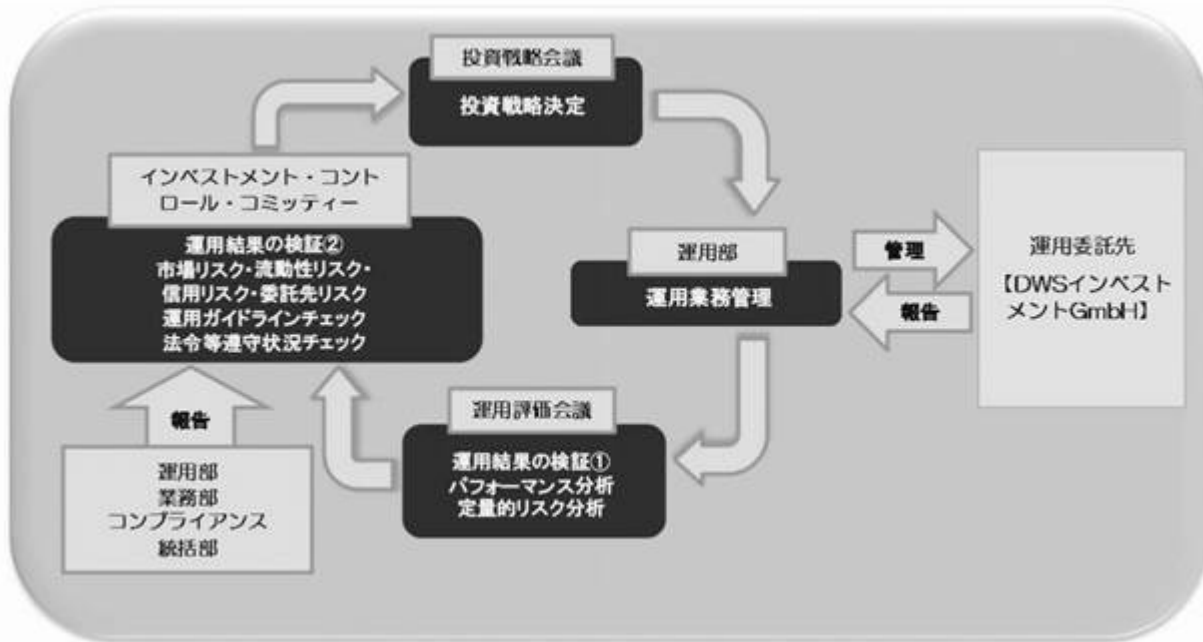 投資戦略会議
投資戦略決定
インベストメント・コント
ロール・コミッティー
運用結果の検証②
市場リスク・流動性リスク・
信用リスク・委託先リスク
運用ガイドラインチェック
法令等遵守状況チェック
運用部
運用業務管理
管理
報告
運用委託先
【DWSインベスト
メントGmbH】
運用評価会議
運用結果の検証①
パフォーマンス分析
定量的リスク分析
報告
運用部
業務部
コンプライアンス
統括部